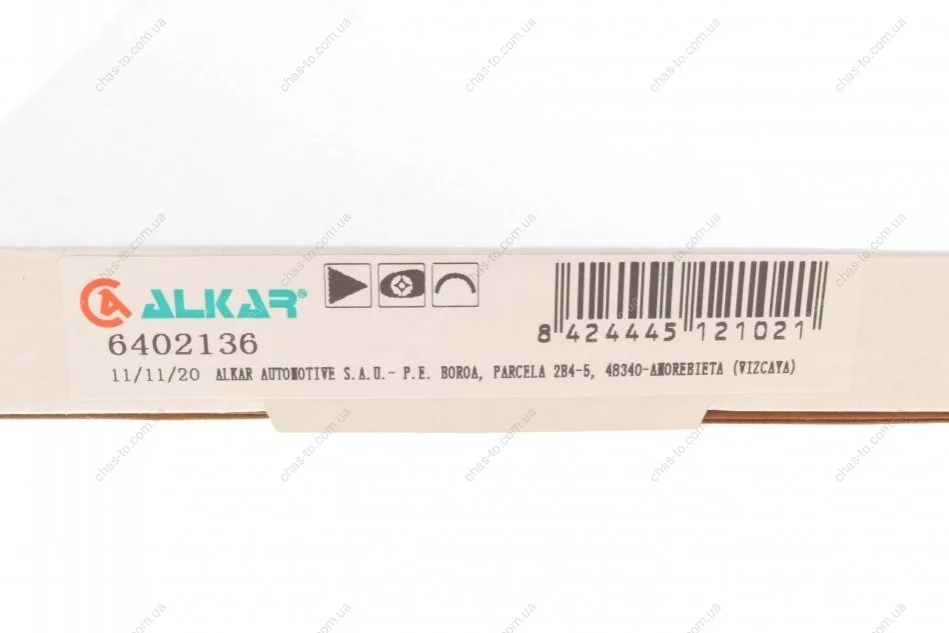 ALKAR®
6402136
8 424445 121021
11/11/20 ALKAR AUTOMOTIVE S.A.U.- P.E. BOROA, PARCELA 2B4-5, 48340-AMOREBIETA (VIZCAYA)
chas-to.com.ua